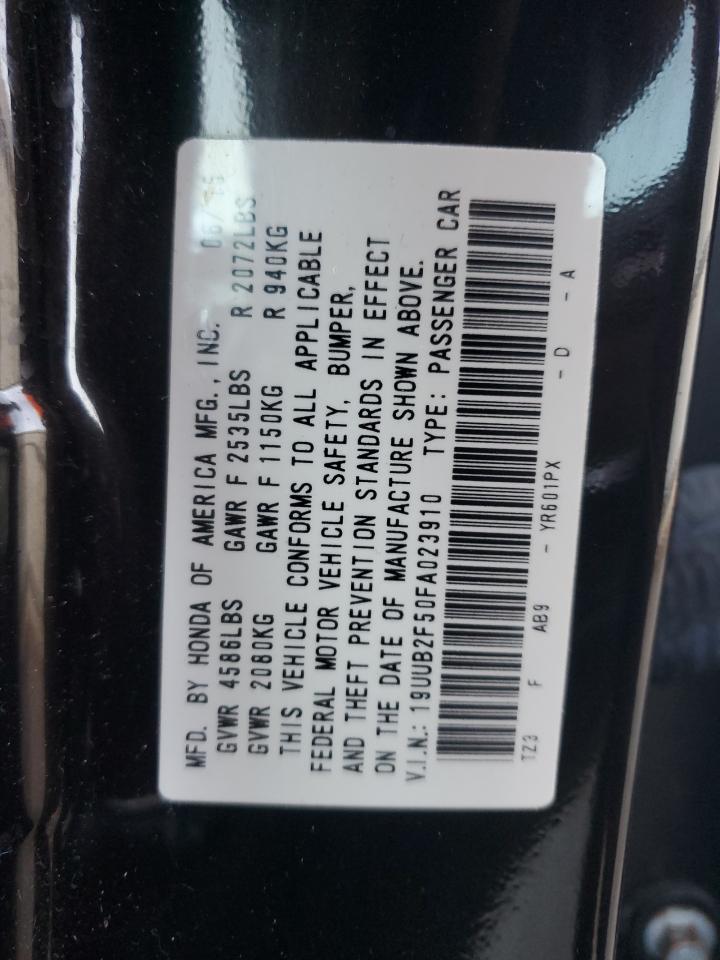 MFD. BY HONDA OF AMERICA MFG., INC. 06/15
GVWR 4586LBS GAWR F 2535LBS R 2072LBS
GVWR 2080KG GAWR F 1150KG R 940KG
THIS VEHICLE CONFORMS TO ALL APPLICABLE
FEDERAL MOTOR VEHICLE SAFETY, BUMPER,
AND THEFT PREVENTION STANDARDS IN EFFECT
ON THE DATE OF MANUFACTURE SHOWN ABOVE.
V.I.N.: 19UUB2F50FA023910 TYPE: PASSENGER CAR
TZ3 F AB9 - YR601PX - D - A